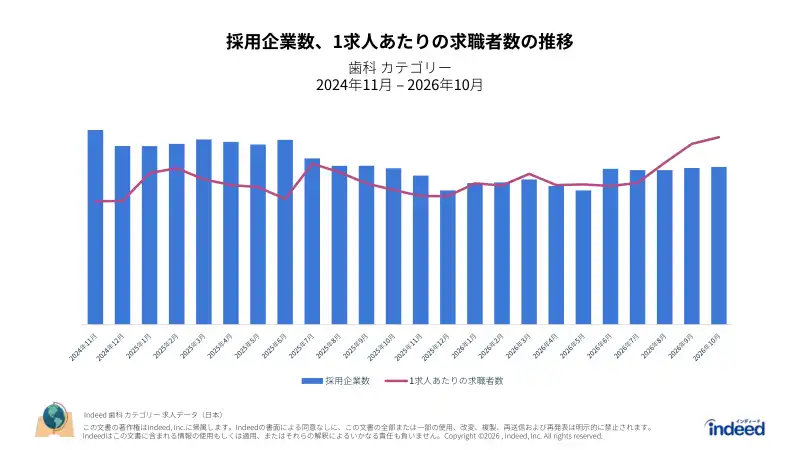 採用企業数、1求人あたりの求職者数の推移
歯科 カテゴリー
2024年11月 – 2026年10月
2024年11月
2024年12月
2025年1月
2025年2月
2025年3月
2025年4月
2025年5月
2025年6月
2025年7月
2025年8月
2025年9月
2025年10月
2025年11月
2025年12月
2026年1月
2026年2月
2026年3月
2026年4月
2026年5月
2026年6月
2026年7月
2026年8月
2026年9月
2026年10月
採用企業数
1求人あたりの求職者数
Indeed 歯科 カテゴリー 求人データ（日本）
この文書の著作権はIndeed, Inc.に帰属します。Indeedの書面による同意なしに、この文書の全部または一部の使用、改変、複製、再送信および再発表は明示的に禁止されます。
Indeedはこの文書に含まれる情報の使用もしくは適用、またはそれらの解釈によるいかなる責任も負いません。Copyright ©2026 , Indeed, Inc. All rights reserved.
インディード
indeed